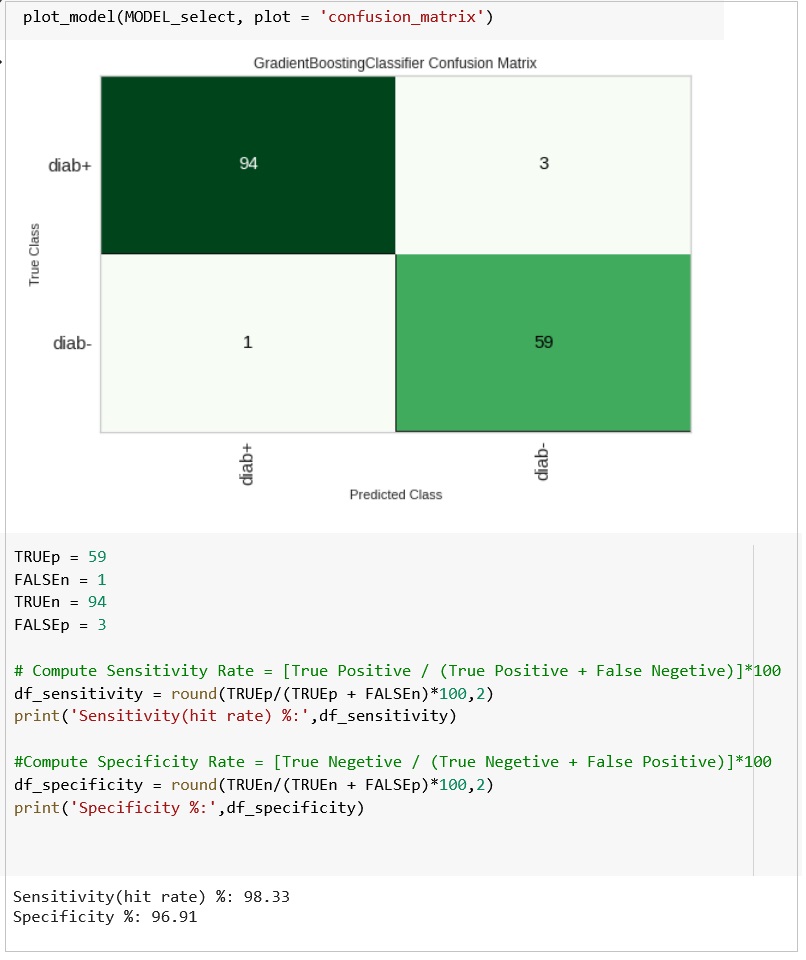 plot_model(MODEL_select, plot = 'confusion_matrix')
GradientBoostingClassifier Confusion Matrix
diab+
94
3
True Class
diab-
1
59
diab+
diab-
Predicted Class
TRUEp = 59
FALSEn = 1
TRUEn = 94
FALSEp = 3
# Compute Sensitivity Rate = [True Positive / (True Positive + False Negetive)]*100
df_sensitivity = round(TRUEp/(TRUEp + FALSEn)*100,2)
print('Sensitivity(hit rate) %:',df_sensitivity)
#Compute Specificity Rate = [True Negetive / (True Negetive + False Positive)]*100
df_specificity = round(TRUEn/(TRUEn + FALSEp)*100,2)
print('Specificity %:',df_specificity)
Sensitivity(hit rate) %: 98.33
Specificity %: 96.91